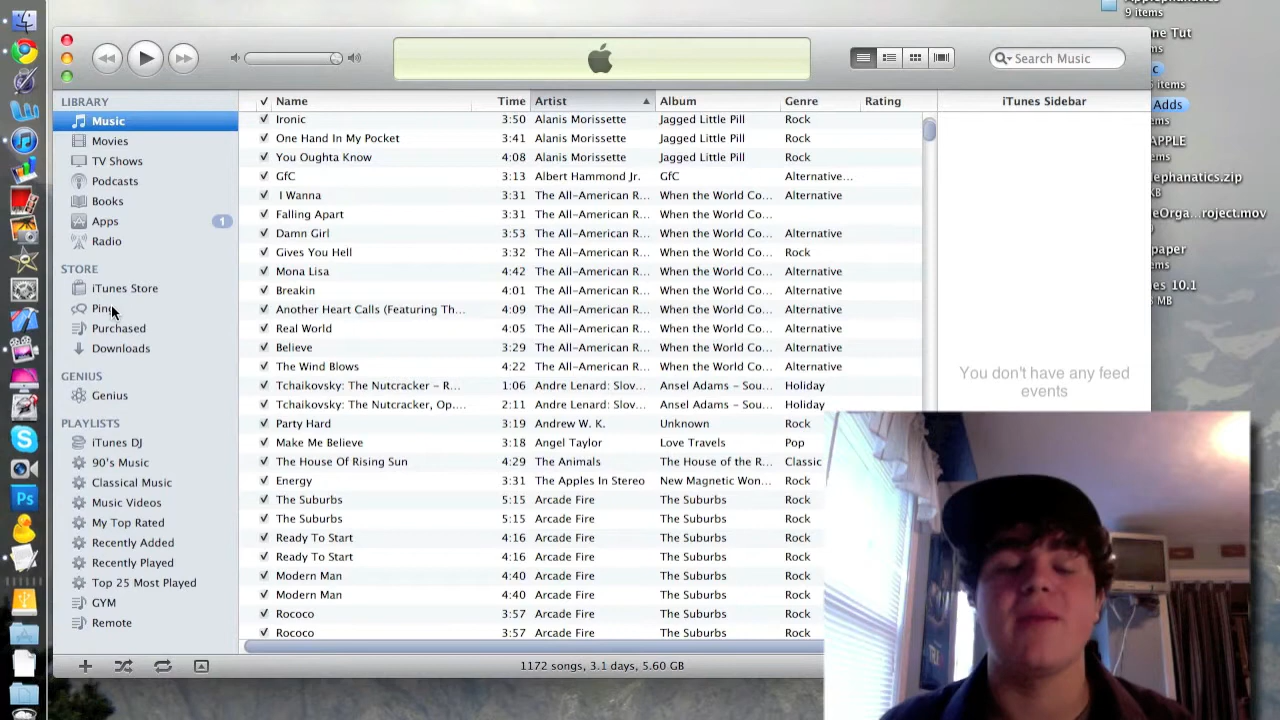 9 items
Search Music
LIBRARY
Music
Movies
TV Shows
Podcasts
Books
Apps 1
Radio
STORE
iTunes Store
Ping
Purchased
Downloads
GENIUS
Genius
PLAYLISTS
iTunes DJ
90's Music
Classical Music
Music Videos
My Top Rated
Recently Added
Recently Played
Top 25 Most Played
GYM
Remote
Name Time Artist Album Genre Rating
Ironic 3:50 Alanis Morissette Jagged Little Pill Rock
One Hand In My Pocket 3:41 Alanis Morissette Jagged Little Pill Rock
You Oughta Know 4:08 Alanis Morissette Jagged Little Pill Rock
GfC 3:13 Albert Hammond Jr. GfC Alternative...
I Wanna 3:31 The All-American R... When the World Co... Alternative
Falling Apart 3:31 The All-American R... When the World Co...
Damn Girl 3:53 The All-American R... When the World Co... Alternative
Gives You Hell 3:32 The All-American R... When the World Co... Rock
Mona Lisa 4:42 The All-American R... When the World Co... Alternative
Breakin 4:01 The All-American R... When the World Co... Alternative
Another Heart Calls (Featuring Th... 4:09 The All-American R... When the World Co... Alternative
Real World 4:05 The All-American R... When the World Co... Alternative
Believe 3:29 The All-American R... When the World Co... Alternative
The Wind Blows 4:22 The All-American R... When the World Co... Alternative
Tchaikovsky: The Nutcracker - R... 1:06 Andre Lenard: Slov... Ansel Adams - Sou... Holiday
Tchaikovsky: The Nutcracker, Op.... 2:11 Andre Lenard: Slov... Ansel Adams - Sou... Holiday
Party Hard 3:19 Andrew W. K. Unknown Rock
Make Me Believe 3:18 Angel Taylor Love Travels Pop
The House Of Rising Sun 4:29 The Animals The House of the R... Classic
Energy 3:31 The Apples In Stereo New Magnetic Won... Rock
The Suburbs 5:15 Arcade Fire The Suburbs Rock
The Suburbs 5:15 Arcade Fire The Suburbs Rock
Ready To Start 4:16 Arcade Fire The Suburbs Rock
Ready To Start 4:16 Arcade Fire The Suburbs Rock
Modern Man 4:40 Arcade Fire The Suburbs Rock
Modern Man 4:40 Arcade Fire The Suburbs Rock
Rococo 3:57 Arcade Fire The Suburbs Rock
Rococo 3:57 Arcade Fire The Suburbs Rock
1172 songs, 3.1 days, 5.60 GB
iTunes Sidebar
You don't have any feed
events
ne Tut
ms
c
items
Adds
ms
APPLE
ems
lephanatics.zip
KB
eOrga...roject.mov
paper
ems
es 10.1
MB
Ps